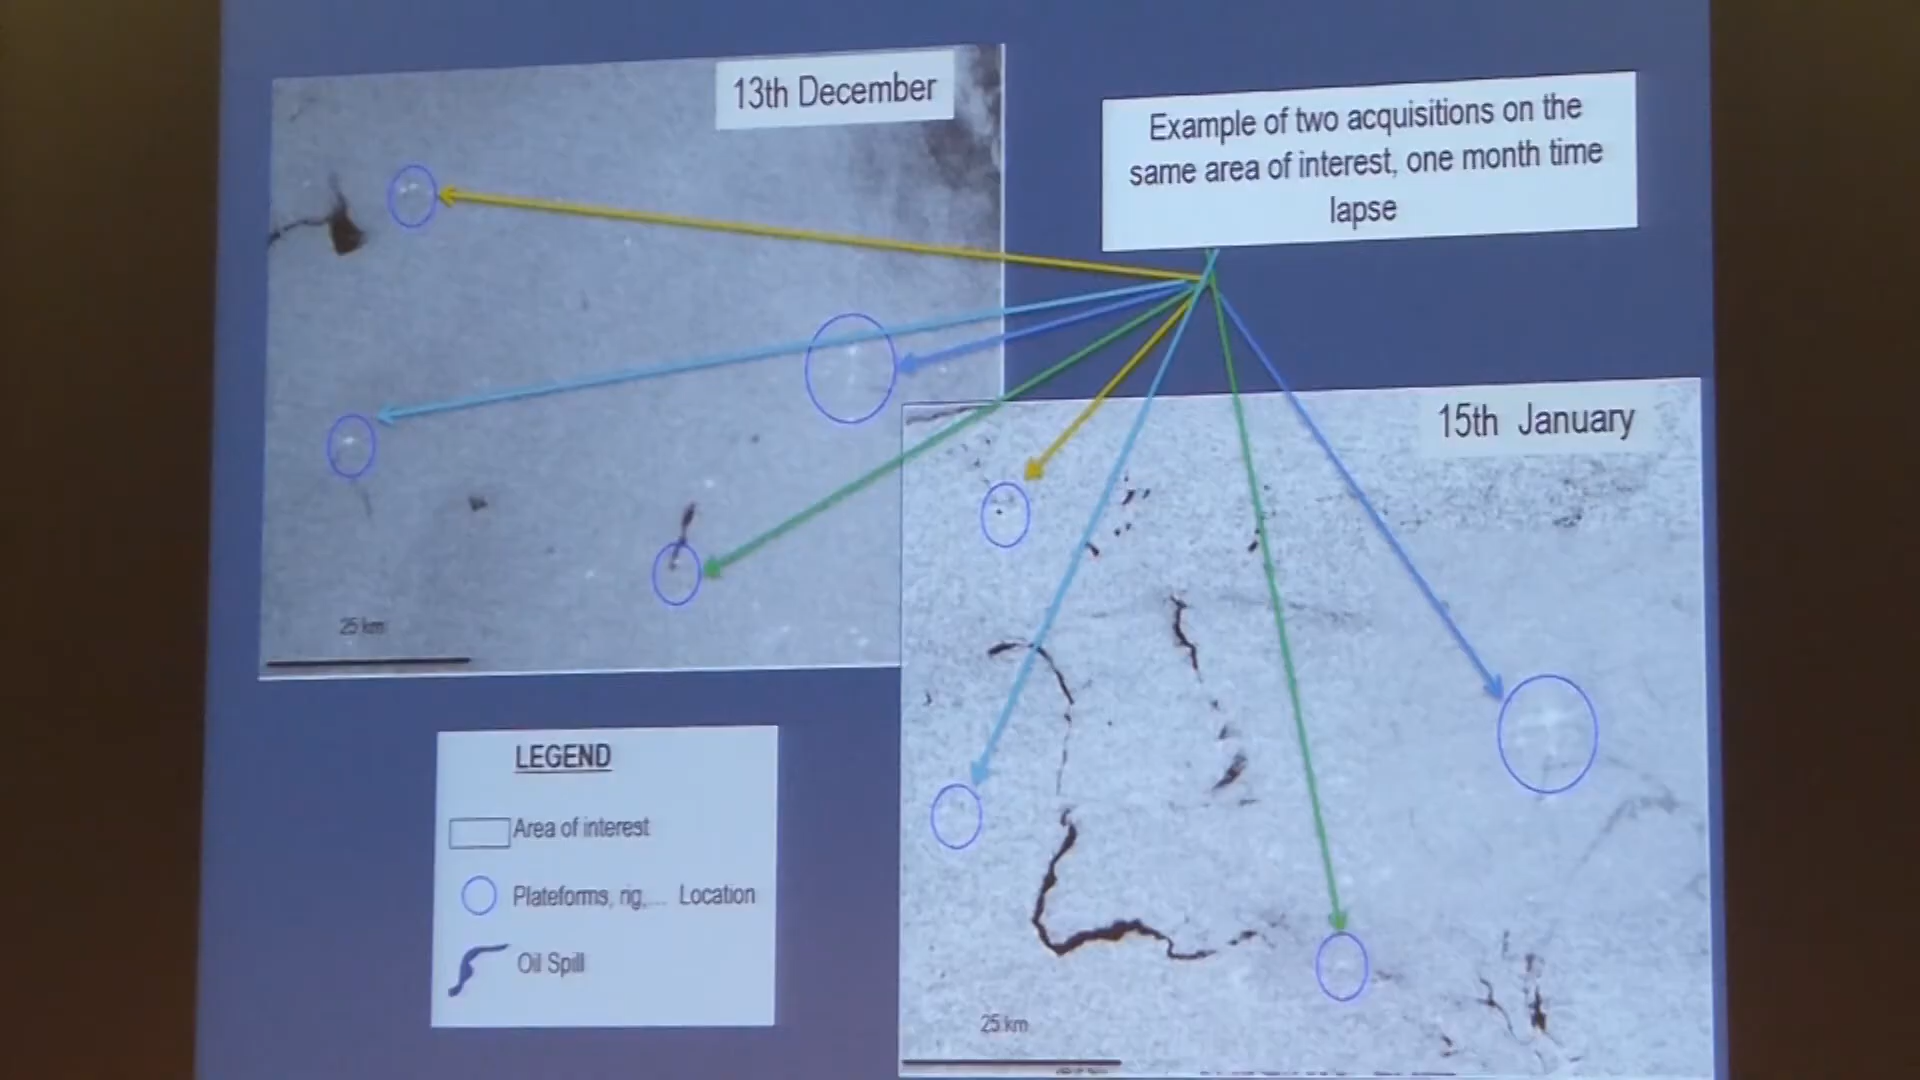 13th December
Example of two acquisitions on the
same area of interest, one month time
lapse
15th January
25 km
LEGEND
Area of interest
Plateforms, rig,... Location
Oil Spill
25 km